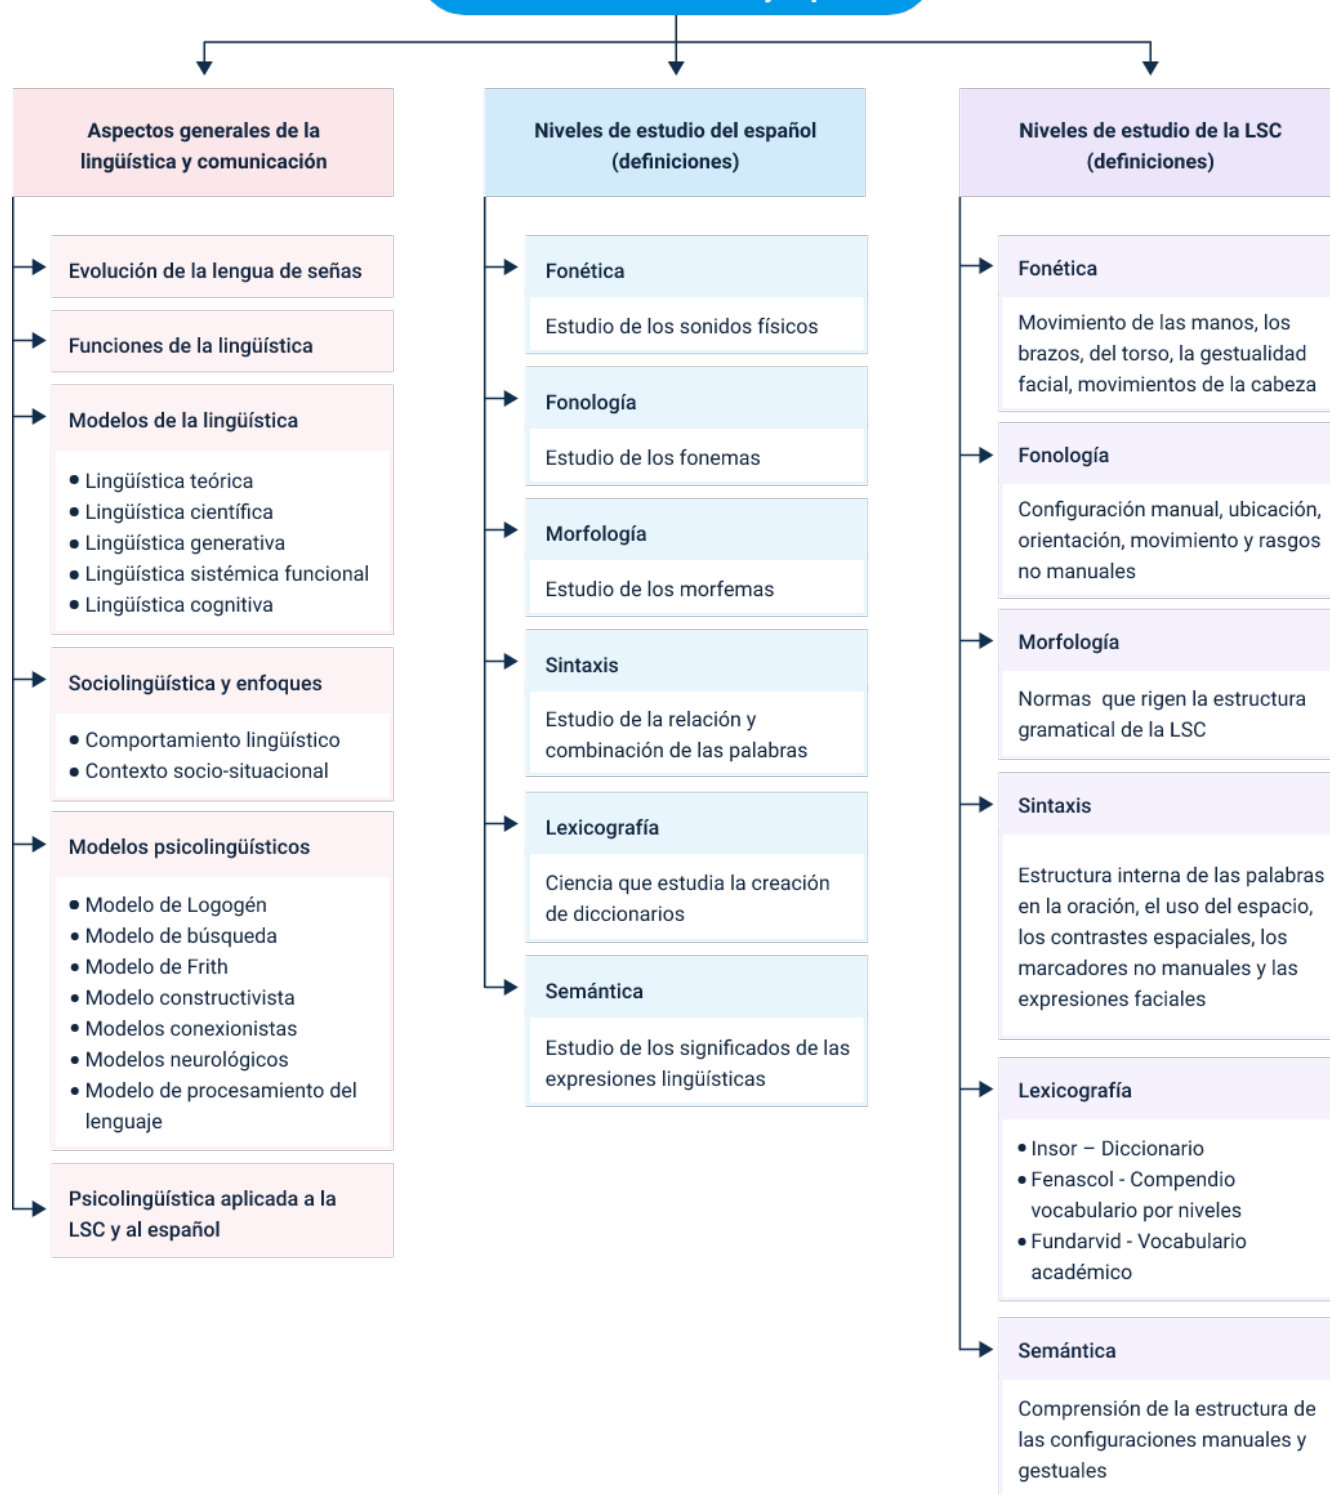 Aspectos generales de la
lingüística y comunicación
Evolución de la lengua de señas
Funciones de la lingüística
Modelos de la lingüística
• Lingüística teórica
• Lingüística científica
• Lingüística generativa
• Lingüística sistémica funcional
• Lingüística cognitiva
Sociolingüística y enfoques
• Comportamiento lingüístico
• Contexto socio-situacional
Modelos psicolingüísticos
• Modelo de Logogén
• Modelo de búsqueda
• Modelo de Frith
• Modelo constructivista
• Modelos conexionistas
• Modelos neurológicos
• Modelo de procesamiento del
lenguaje
Psicolingüística aplicada a la
LSC y al español
Niveles de estudio del español
(definiciones)
Fonética
Estudio de los sonidos físicos
Fonología
Estudio de los fonemas
Morfología
Estudio de los morfemas
Sintaxis
Estudio de la relación y
combinación de las palabras
Lexicografía
Ciencia que estudia la creación
de diccionarios
Semántica
Estudio de los significados de las
expresiones lingüísticas
Niveles de estudio de la LSC
(definiciones)
Fonética
Movimiento de las manos, los
brazos, del torso, la gestualidad
facial, movimientos de la cabeza
Fonología
Configuración manual, ubicación,
orientación, movimiento y rasgos
no manuales
Morfología
Normas que rigen la estructura
gramatical de la LSC
Sintaxis
Estructura interna de las palabras
en la oración, el uso del espacio,
los contrastes espaciales, los
marcadores no manuales y las
expresiones faciales
Lexicografía
• Insor – Diccionario
• Fenascol - Compendio
vocabulario por niveles
• Fundarvid - Vocabulario
académico
Semántica
Comprensión de la estructura de
las configuraciones manuales y
gestuales